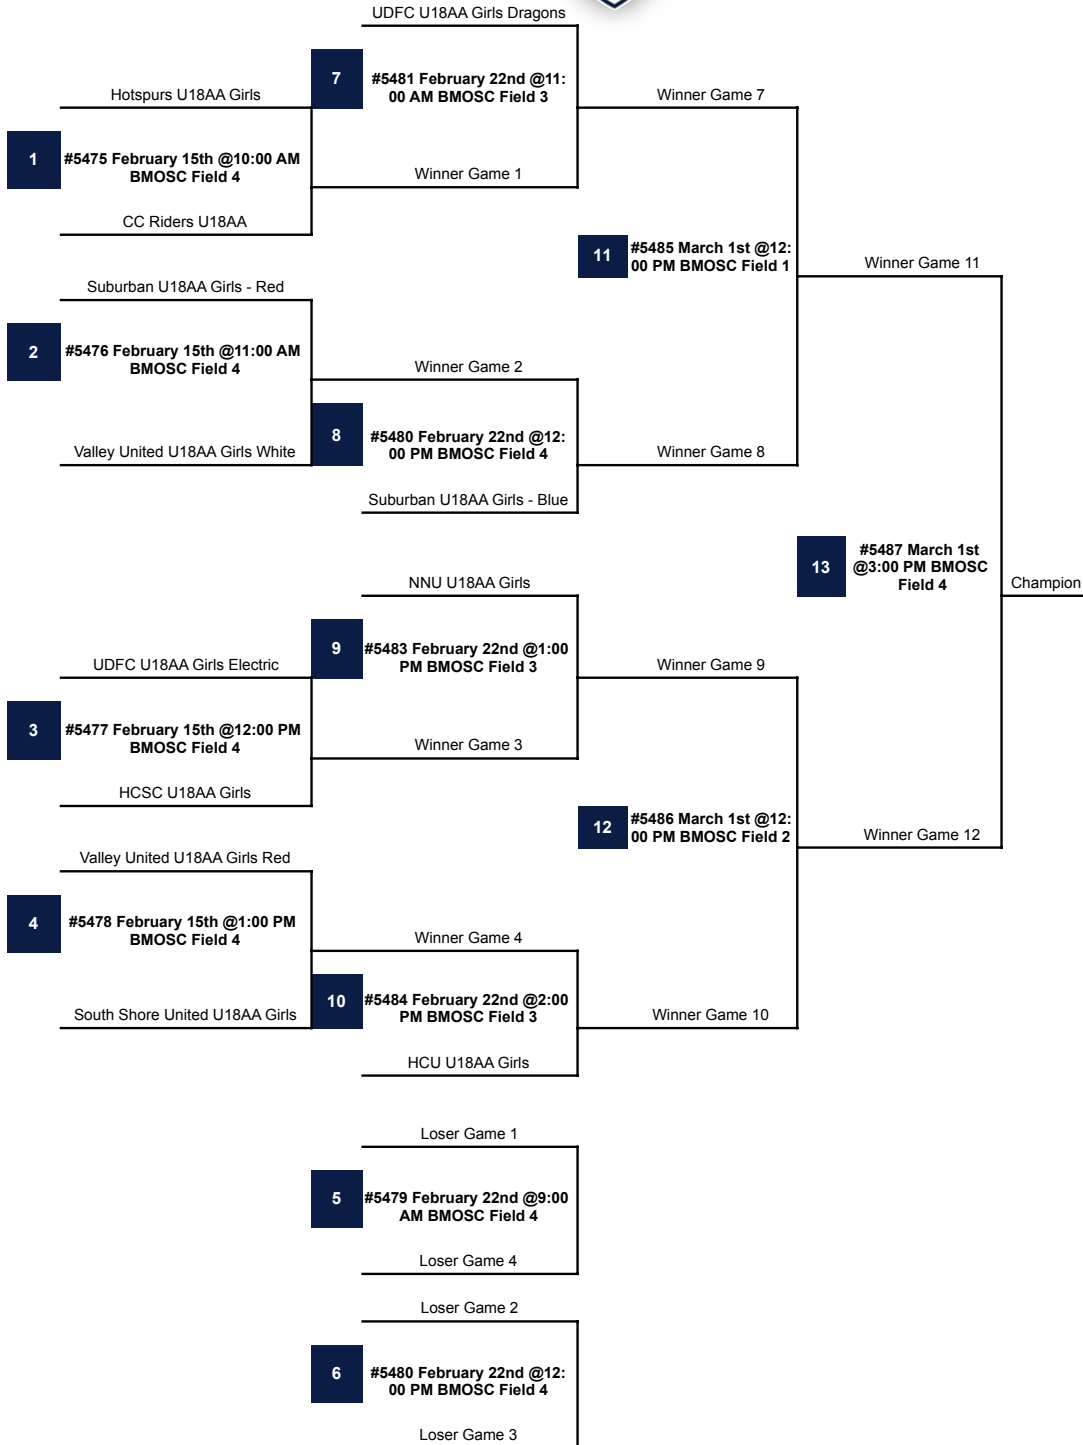 UDFC U18AA Girls Dragons
7
#5481 February 22nd @11:
00 AM BMOSC Field 3
Hotspurs U18AA Girls
Winner Game 7
1
#5475 February 15th @10:00 AM
BMOSC Field 4
Winner Game 1
CC Riders U18AA
11
#5485 March 1st @12:
00 PM BMOSC Field 1
Winner Game 11
Suburban U18AA Girls - Red
2
#5476 February 15th @11:00 AM
BMOSC Field 4
Winner Game 2
8
#5480 February 22nd @12:
00 PM BMOSC Field 4
Valley United U18AA Girls White
Winner Game 8
Suburban U18AA Girls - Blue
13
#5487 March 1st
@3:00 PM BMOSC
Field 4
Champion
NNU U18AA Girls
9
#5483 February 22nd @1:00
PM BMOSC Field 3
UDFC U18AA Girls Electric
Winner Game 9
3
#5477 February 15th @12:00 PM
BMOSC Field 4
Winner Game 3
HCSC U18AA Girls
12
#5486 March 1st @12:
00 PM BMOSC Field 2
Winner Game 12
Valley United U18AA Girls Red
4
#5478 February 15th @1:00 PM
BMOSC Field 4
Winner Game 4
10
#5484 February 22nd @2:00
PM BMOSC Field 3
South Shore United U18AA Girls
Winner Game 10
HCU U18AA Girls
Loser Game 1
5
#5479 February 22nd @9:00
AM BMOSC Field 4
Loser Game 4
Loser Game 2
6
#5480 February 22nd @12:
00 PM BMOSC Field 4
Loser Game 3